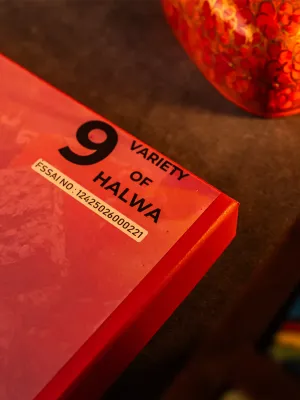 9 VARIETY
OF
HALWA
FSSAI NO : 12425026000221